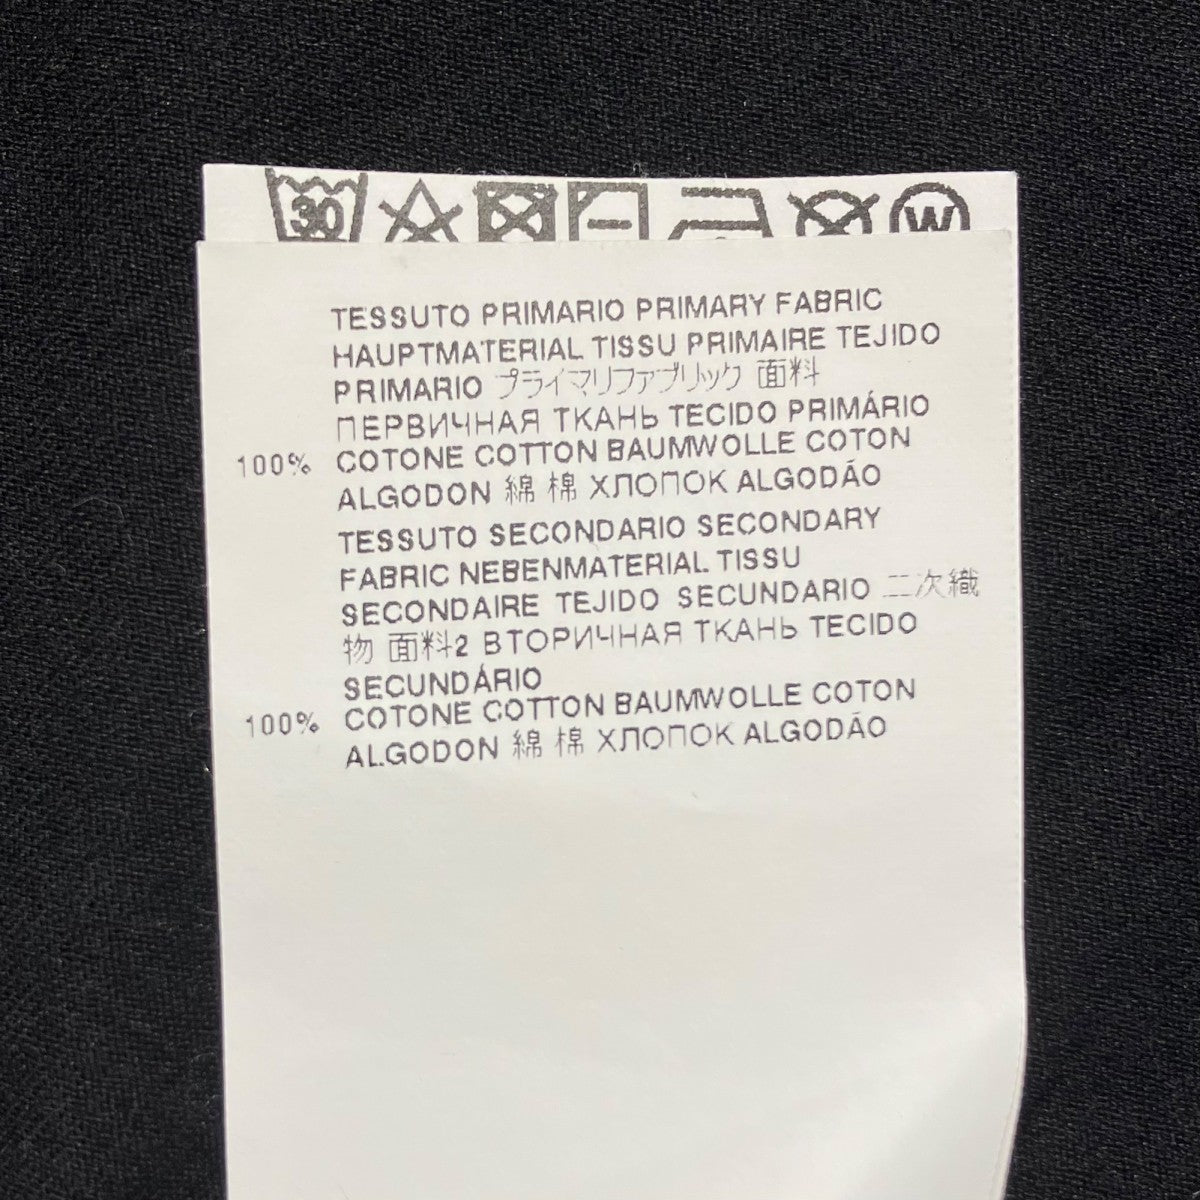 30
W
TESSUTO PRIMARIO PRIMARY FABRIC
HAUPTMATERIAL TISSU PRIMAIRE TEJIDO
PRIMARIO プライマリファブリック 面料
ПЕРВИЧНАЯ ТКАНЬ TECIDO PRIMÁRIO
100% COTONE COTTON BAUMWOLLE COTON
ALGODON 綿 棉 ХЛОПОК ALGODÃO
TESSUTO SECONDARIO SECONDARY
FABRIC NEBENMATERIAL TISSU
SECONDAIRE TEJIDO SECUNDARIO 二次織
物 面料2 ВТОРИЧНАЯ ТКАНЬ TECIDO
SECUNDÁRIO
100% COTONE COTTON BAUMWOLLE COTON
ALGODON 綿 棉 ХЛОПОК ALGODÃO